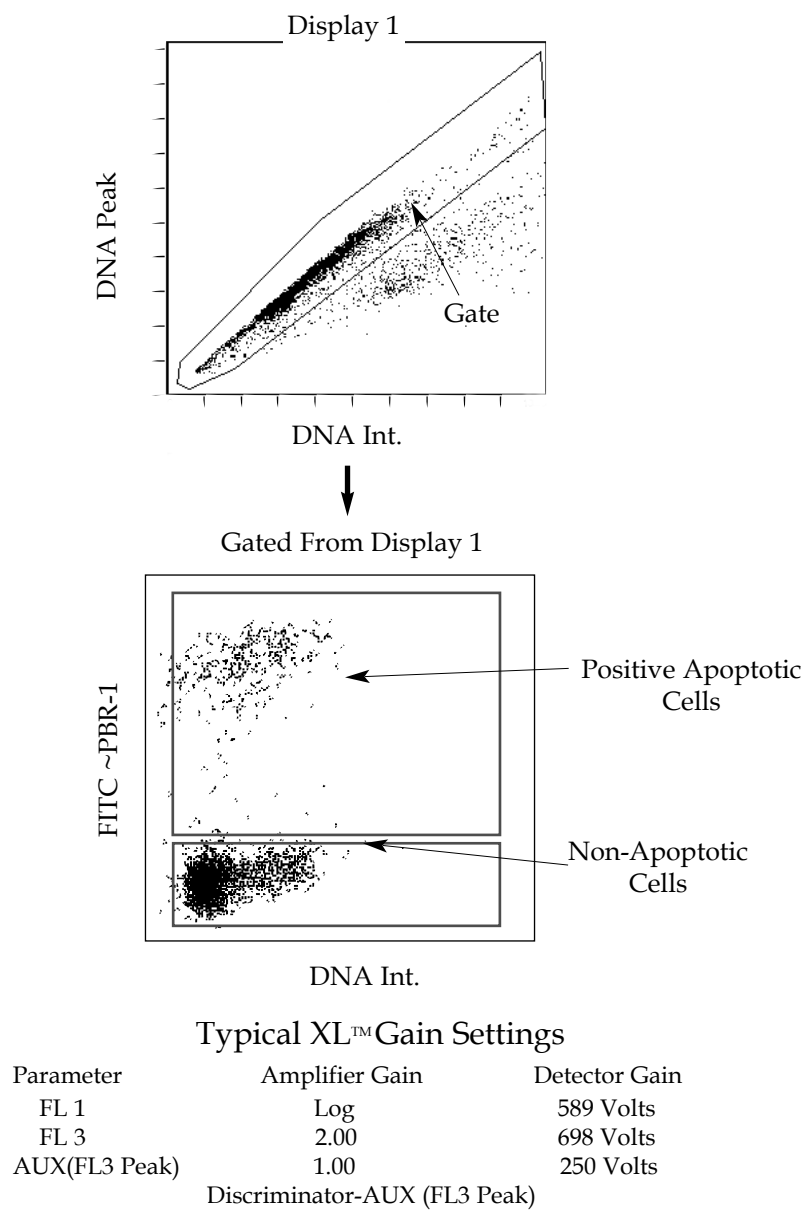 Display 1
DNA Peak
Gate
DNA Int.
Gated From Display 1
FITC ~PBR-1
Positive Apoptotic
Cells
Non-Apoptotic
Cells
DNA Int.
Typical XL™ Gain Settings
Parameter Amplifier Gain Detector Gain
FL 1 Log 589 Volts
FL 3 2.00 698 Volts
AUX(FL3 Peak) 1.00 250 Volts
Discriminator-AUX (FL3 Peak)